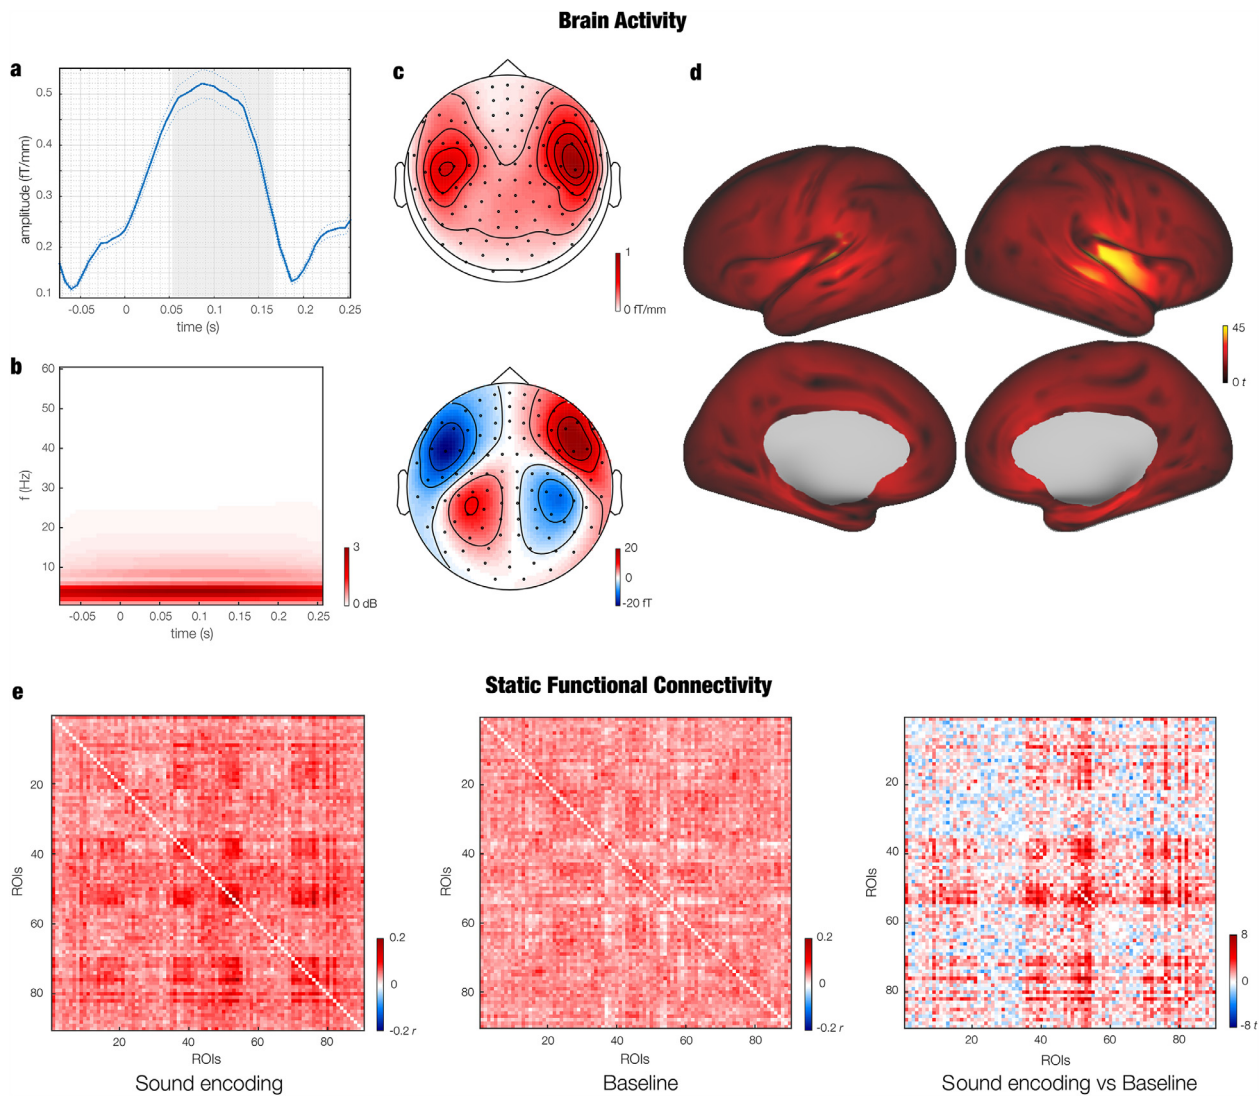 Brain Activity
a
0.5
0.4
0.3
0.2
0.1
amplitude (fT/mm)
-0.05 0 0.05 0.1 0.15 0.2 0.25
time (s)
b
60
50
40
30
20
10
f (Hz)
-0.05 0 0.05 0.1 0.15 0.2 0.25
time (s)
3
0 dB
c
1
0 fT/mm
20
0
-20 fT
d
45
0 t
Static Functional Connectivity
e
20
40
60
80
ROIs
20 40 60 80
ROIs
0.2
0
-0.2 r
Sound encoding
20
40
60
80
ROIs
20 40 60 80
ROIs
0.2
0
-0.2 r
Baseline
20
40
60
80
ROIs
20 40 60 80
ROIs
8
0
-8 t
Sound encoding vs Baseline